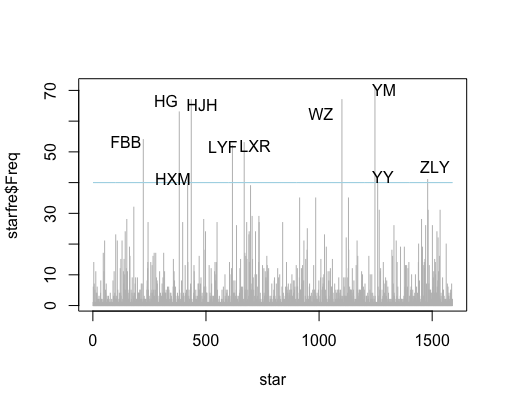 starfre$Freq
70
50
30
10
0
YM
HG
HJH
WZ
FBB
LYF
LXR
ZLY
HXM
YY
0
500
1000
1500
star